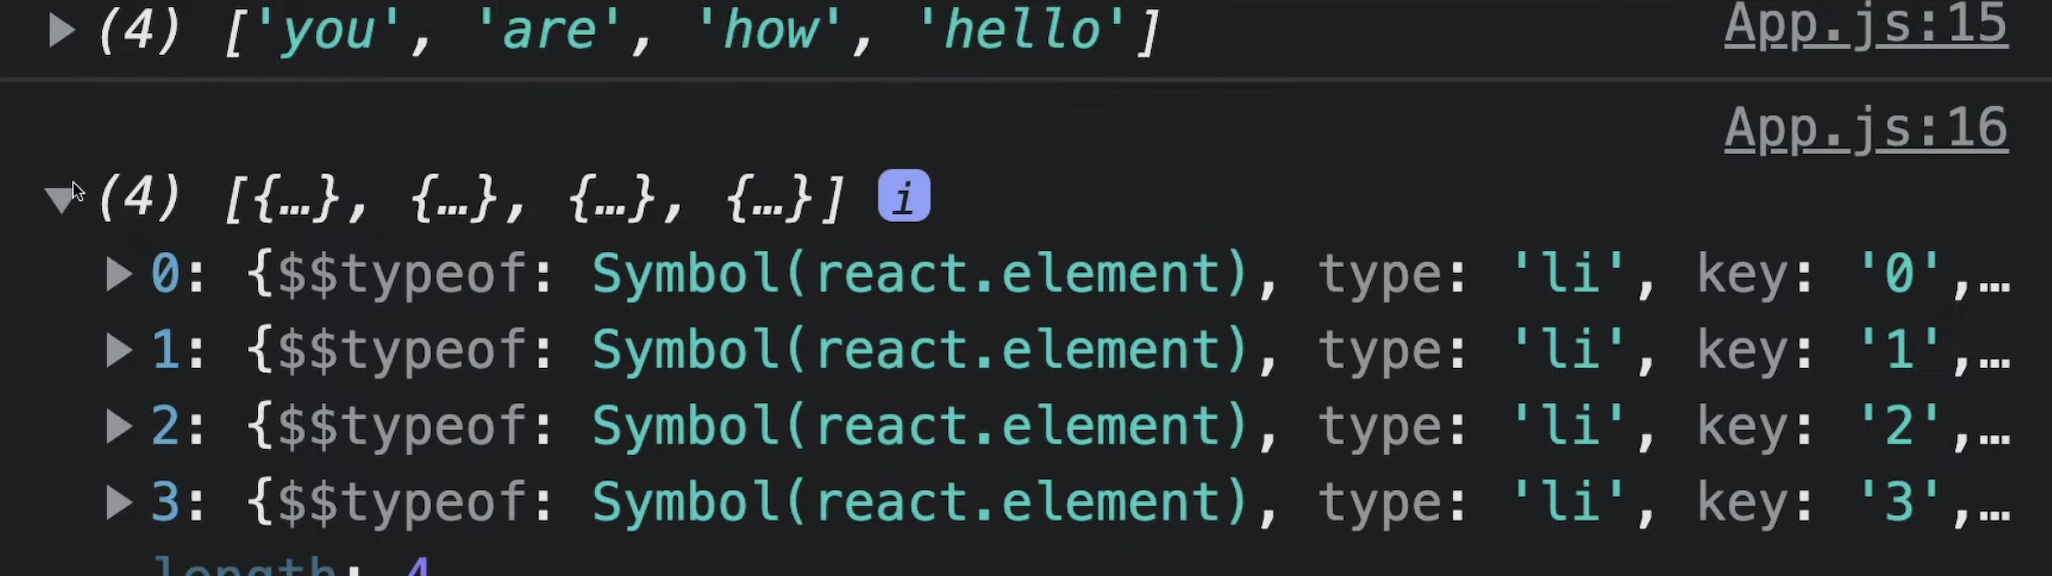 (4) ['you', 'are', 'how', 'hello'] App.js:15
App.js:16
(4) [{…}, {…}, {…}, {…}] i
0: {$$typeof: Symbol(react.element), type: 'li', key: '0',…
1: {$$typeof: Symbol(react.element), type: 'li', key: '1',…
2: {$$typeof: Symbol(react.element), type: 'li', key: '2',…
3: {$$typeof: Symbol(react.element), type: 'li', key: '3',…
length: 4